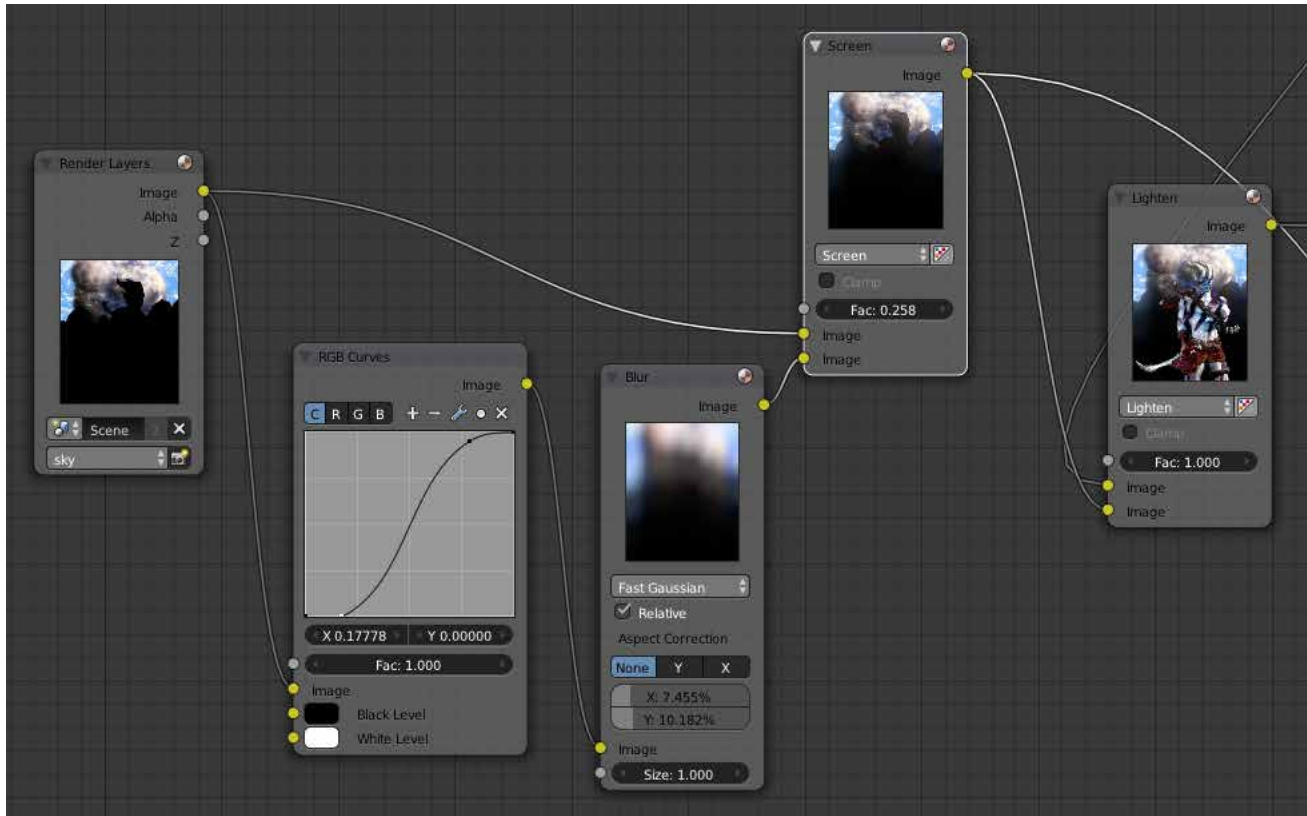 Render Layers
Image
Alpha
Z
Scene
2
sky
RGB Curves
Image
C R G B
X 0.17778 Y 0.00000
Fac: 1.000
Image
Black Level
White Level
Blur
Image
Fast Gaussian
Relative
Aspect Correction
None Y X
X: 7.455%
Y: 10.182%
Image
Size: 1.000
Screen
Image
Screen
Clamp
Fac: 0.258
Image
Image
Lighten
Image
Lighten
Clamp
Fac: 1.000
Image
Image